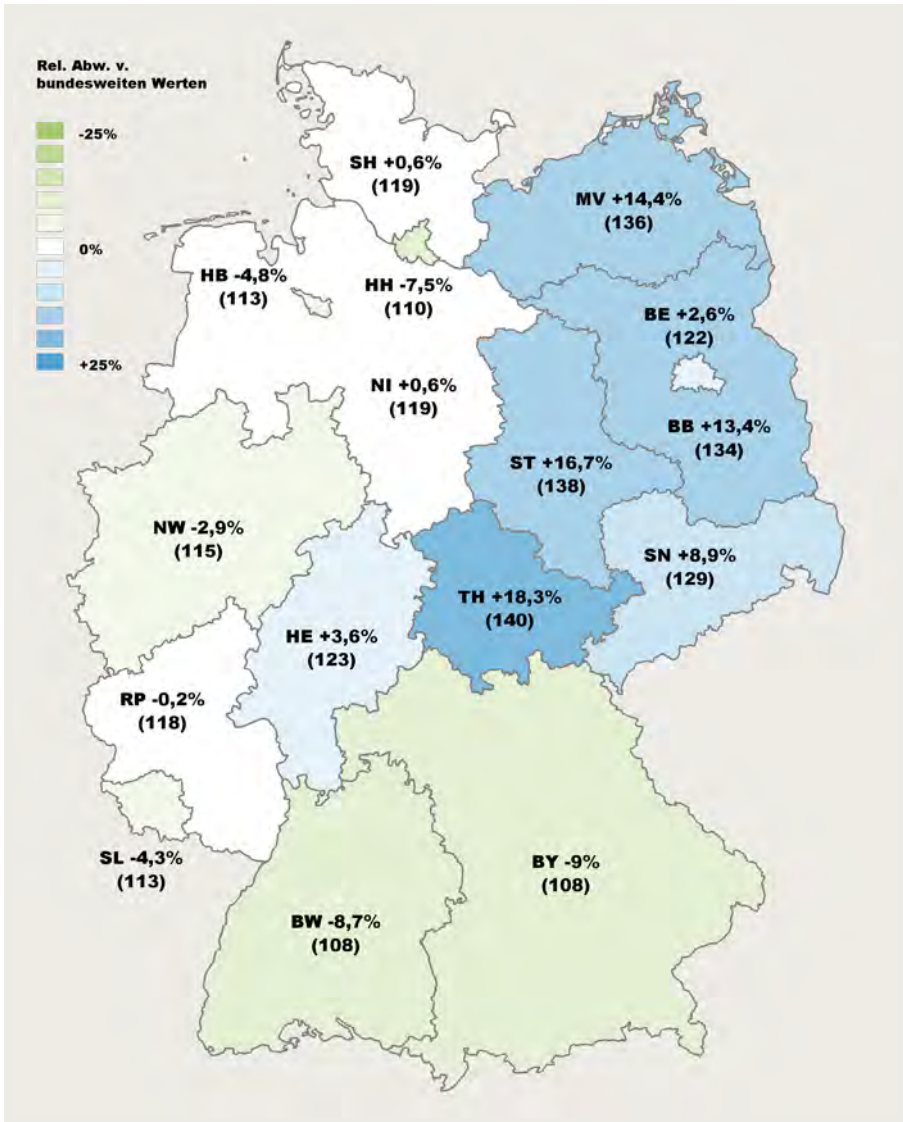 Rel. Abw. v.
bundesweiten Werten
-25%
0%
+25%
SH +0,6%
(119)
MV +14,4%
(136)
HB -4,8%
(113)
HH -7,5%
(110)
BE +2,6%
(122)
NI +0,6%
(119)
BB +13,4%
(134)
ST +16,7%
(138)
NW -2,9%
(115)
SN +8,9%
(129)
TH +18,3%
(140)
HE +3,6%
(123)
RP -0,2%
(118)
SL -4,3%
(113)
BY -9%
(108)
BW -8,7%
(108)